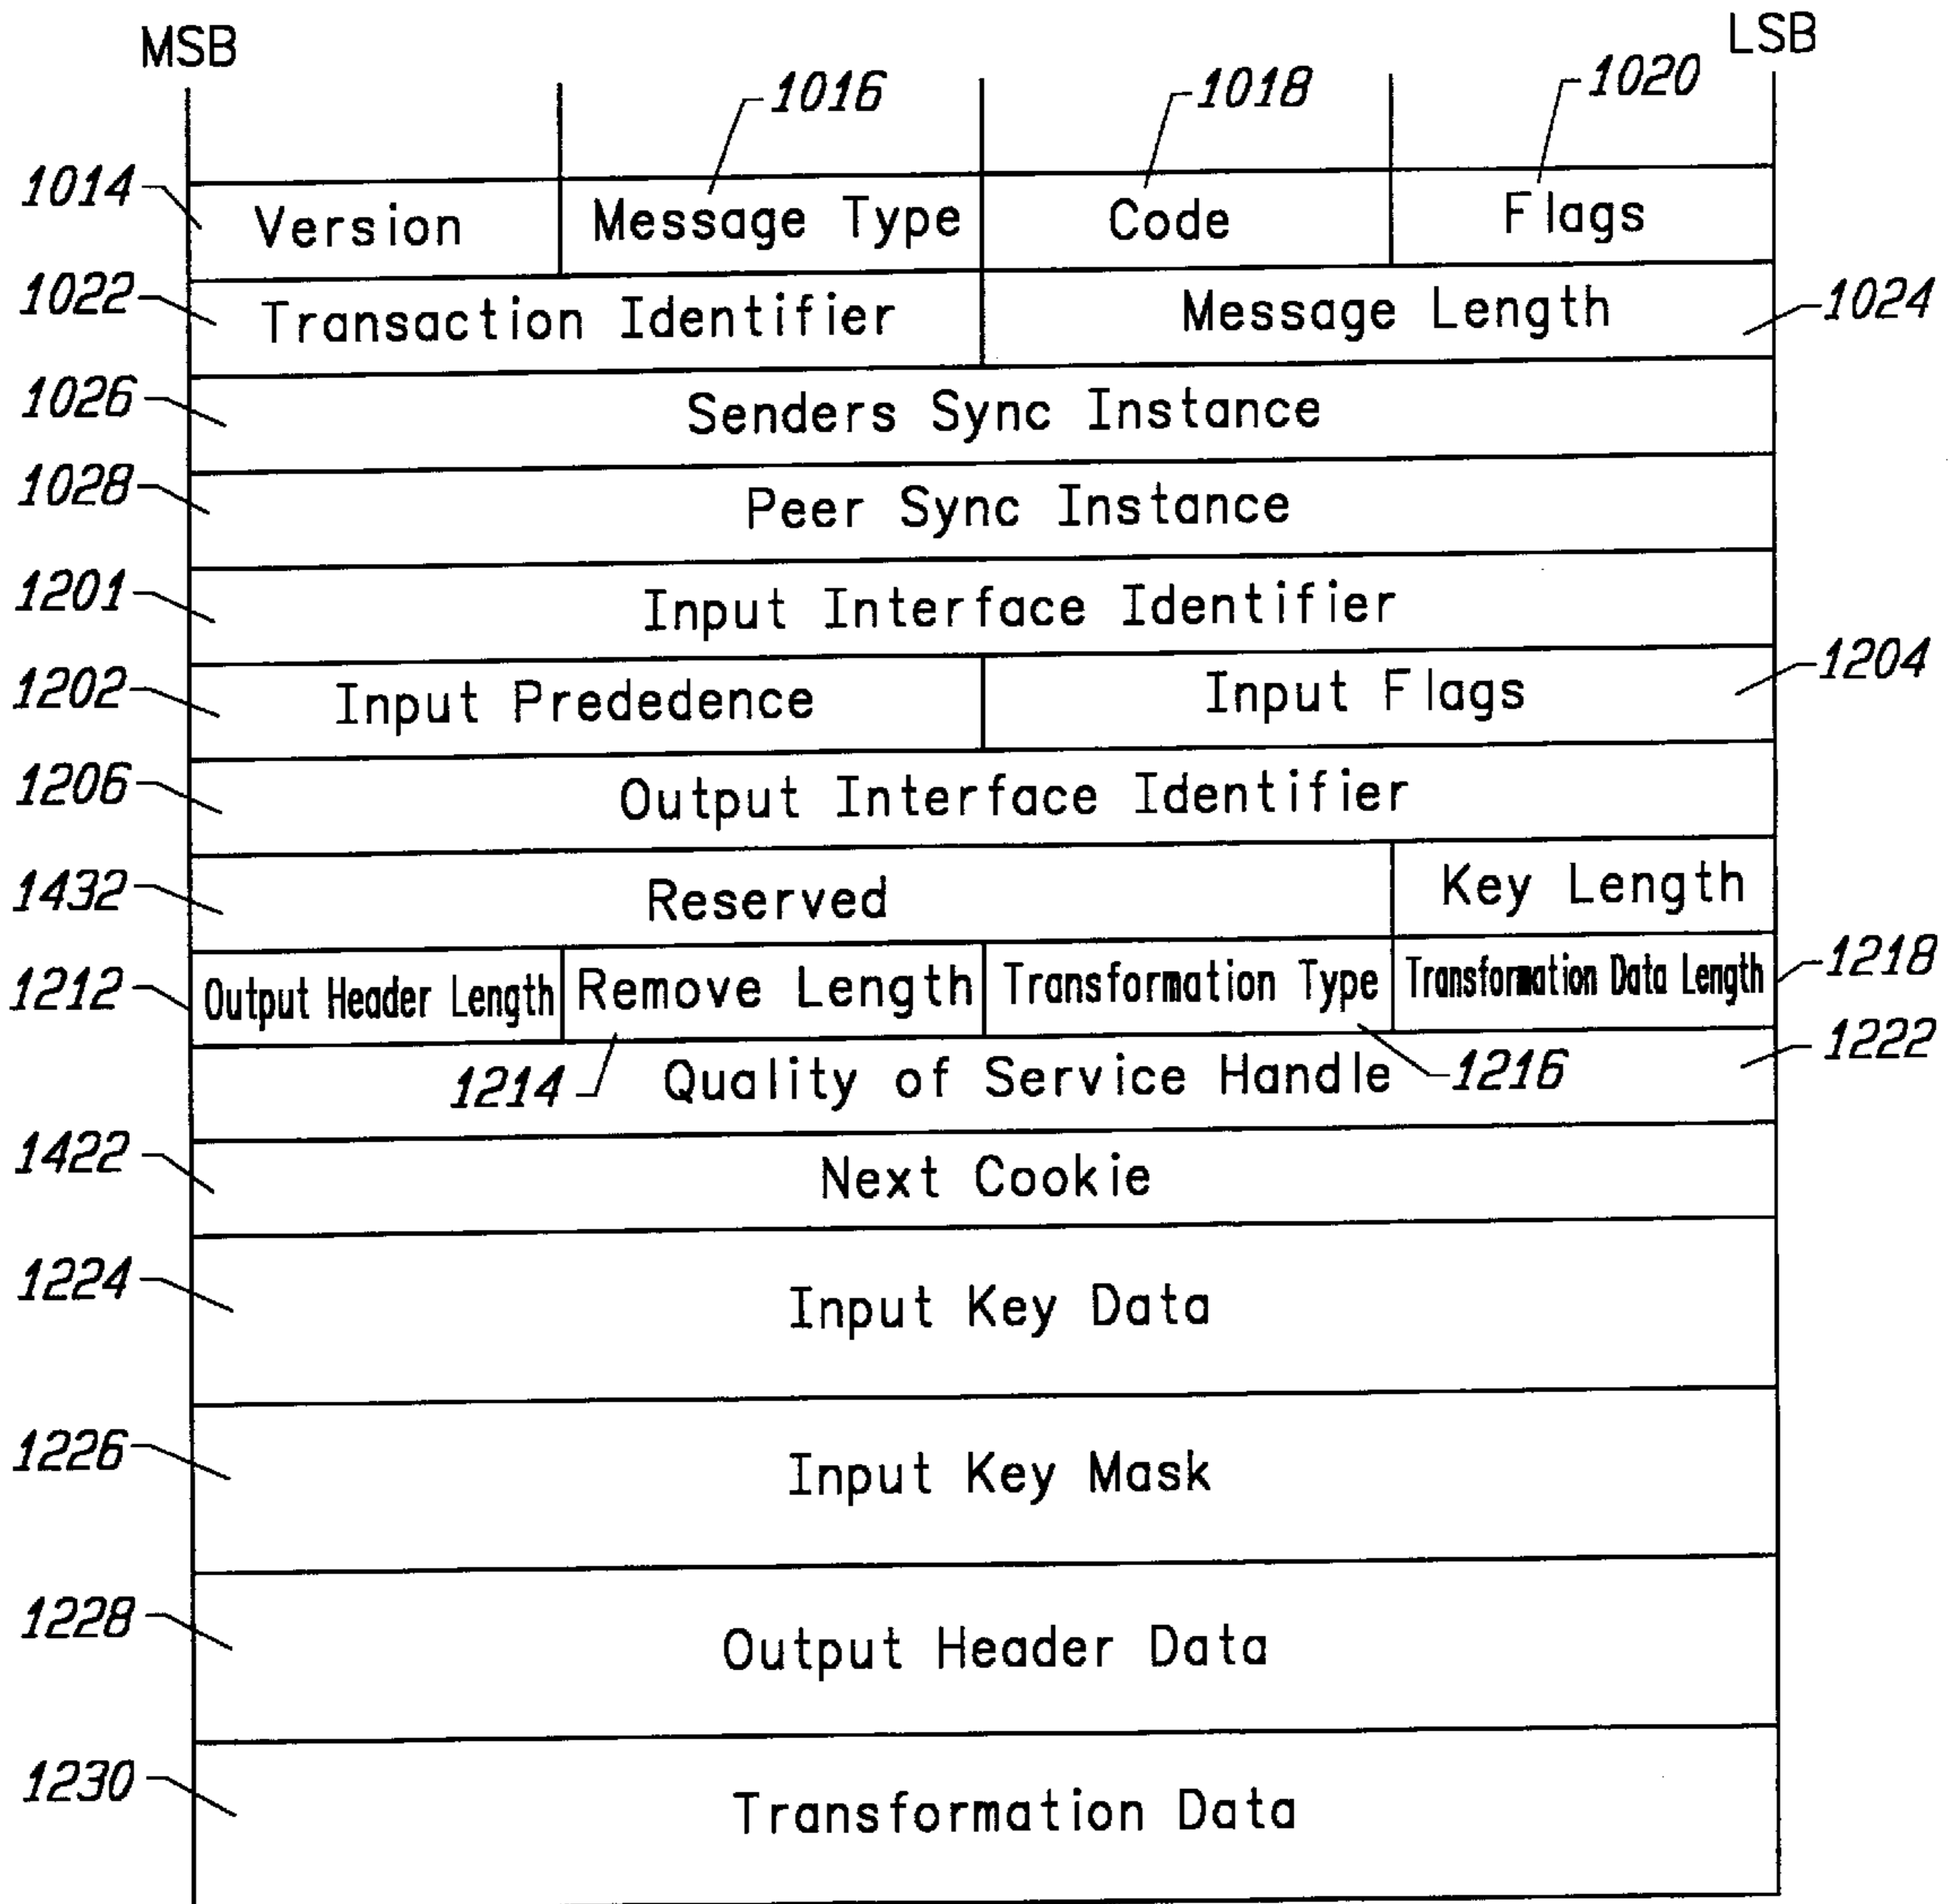 MSB LSB
1016 1018 1020
1014 Version Message Type Code Flags
1022 Transaction Identifier Message Length 1024
1026 Senders Sync Instance
1028 Peer Sync Instance
1201 Input Interface Identifier
1202 Input Prededence Input Flags 1204
1206 Output Interface Identifier
1432 Reserved Key Length
1212 Output Header Length Remove Length Transformation Type Transformation Data Length 1218
1214 Quality of Service Handle 1216 1222
1422 Next Cookie
1224 Input Key Data
1226 Input Key Mask
1228 Output Header Data
1230 Transformation Data